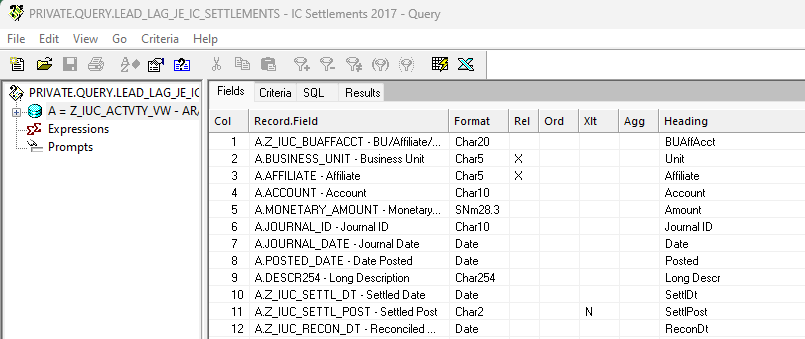 PRIVATE.QUERY.LEAD_LAG_JE_IC_SETTLEMENTS - IC Settlements 2017 - Query
File Edit View Go Criteria Help
PRIVATE.QUERY.LEAD_LAG_JE_IC
A = Z_IUC_ACTVTY_VW - AR/
Expressions
Prompts
Fields Criteria SQL Results
Col Record.Field Format Rel Ord Xlt Agg Heading
1 A.Z_IUC_BUAFFACCT - BU/Affiliate/... Char20 BUAffAcct
2 A.BUSINESS_UNIT - Business Unit Char5 X Unit
3 A.AFFILIATE - Affiliate Char5 X Affiliate
4 A.ACCOUNT - Account Char10 Account
5 A.MONETARY_AMOUNT - Monetary... SNm28.3 Amount
6 A.JOURNAL_ID - Journal ID Char10 Journal ID
7 A.JOURNAL_DATE - Journal Date Date Date
8 A.POSTED_DATE - Date Posted Date Posted
9 A.DESCR254 - Long Description Char254 Long Descr
10 A.Z_IUC_SETTL_DT - Settled Date Date SettlDt
11 A.Z_IUC_SETTL_POST - Settled Post Char2 N SettlPost
12 A.Z_IUC_RECON_DT - Reconciled ... Date ReconDt